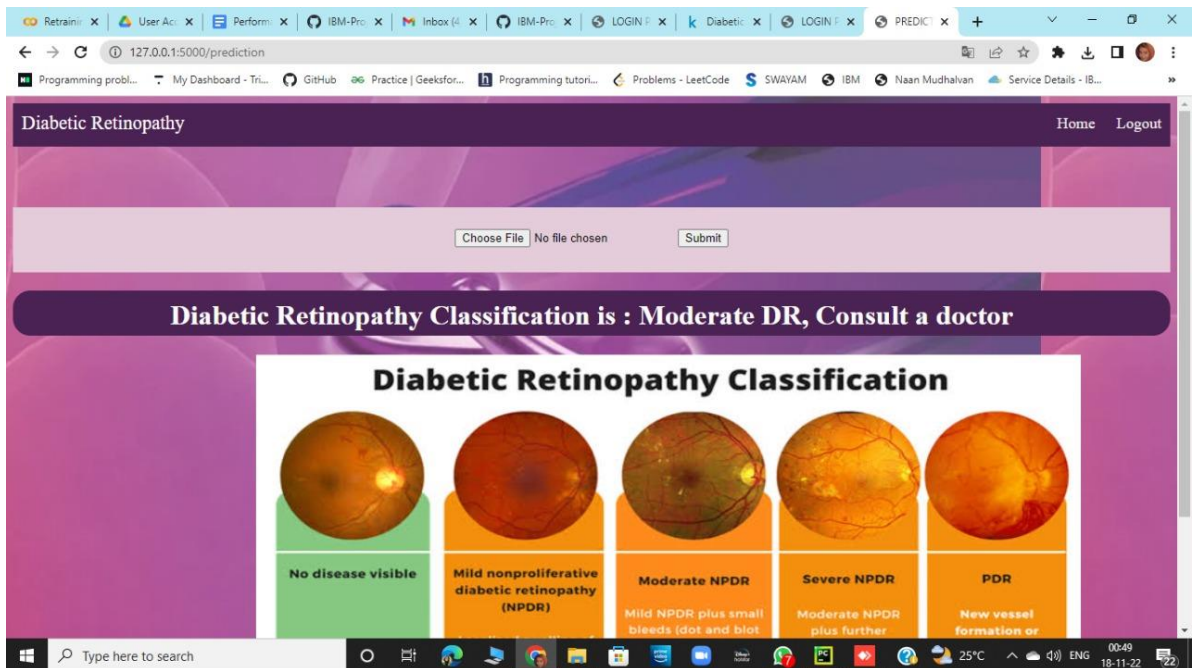 Retrainin
User Acc
Perform
IBM-Pro
Inbox (4
IBM-Pro
LOGIN P
Diabetic
LOGIN P
PREDICT
127.0.0.1:5000/prediction
Programming probl...
My Dashboard - Tri...
GitHub
Practice | Geeksfor...
Programming tutori...
Problems - LeetCode
SWAYAM
IBM
Naan Mudhalvan
Service Details - IB...
»
Diabetic Retinopathy
Home
Logout
Choose File
No file chosen
Submit
Diabetic Retinopathy Classification is : Moderate DR, Consult a doctor
Diabetic Retinopathy Classification
No disease visible
Mild nonproliferative
diabetic retinopathy
(NPDR)
Moderate NPDR
Mild NPDR plus small
bleeds (dot and blot
Severe NPDR
Moderate NPDR
plus further
PDR
New vessel
formation or
Type here to search
25°C
ENG
00:49
18-11-22
22